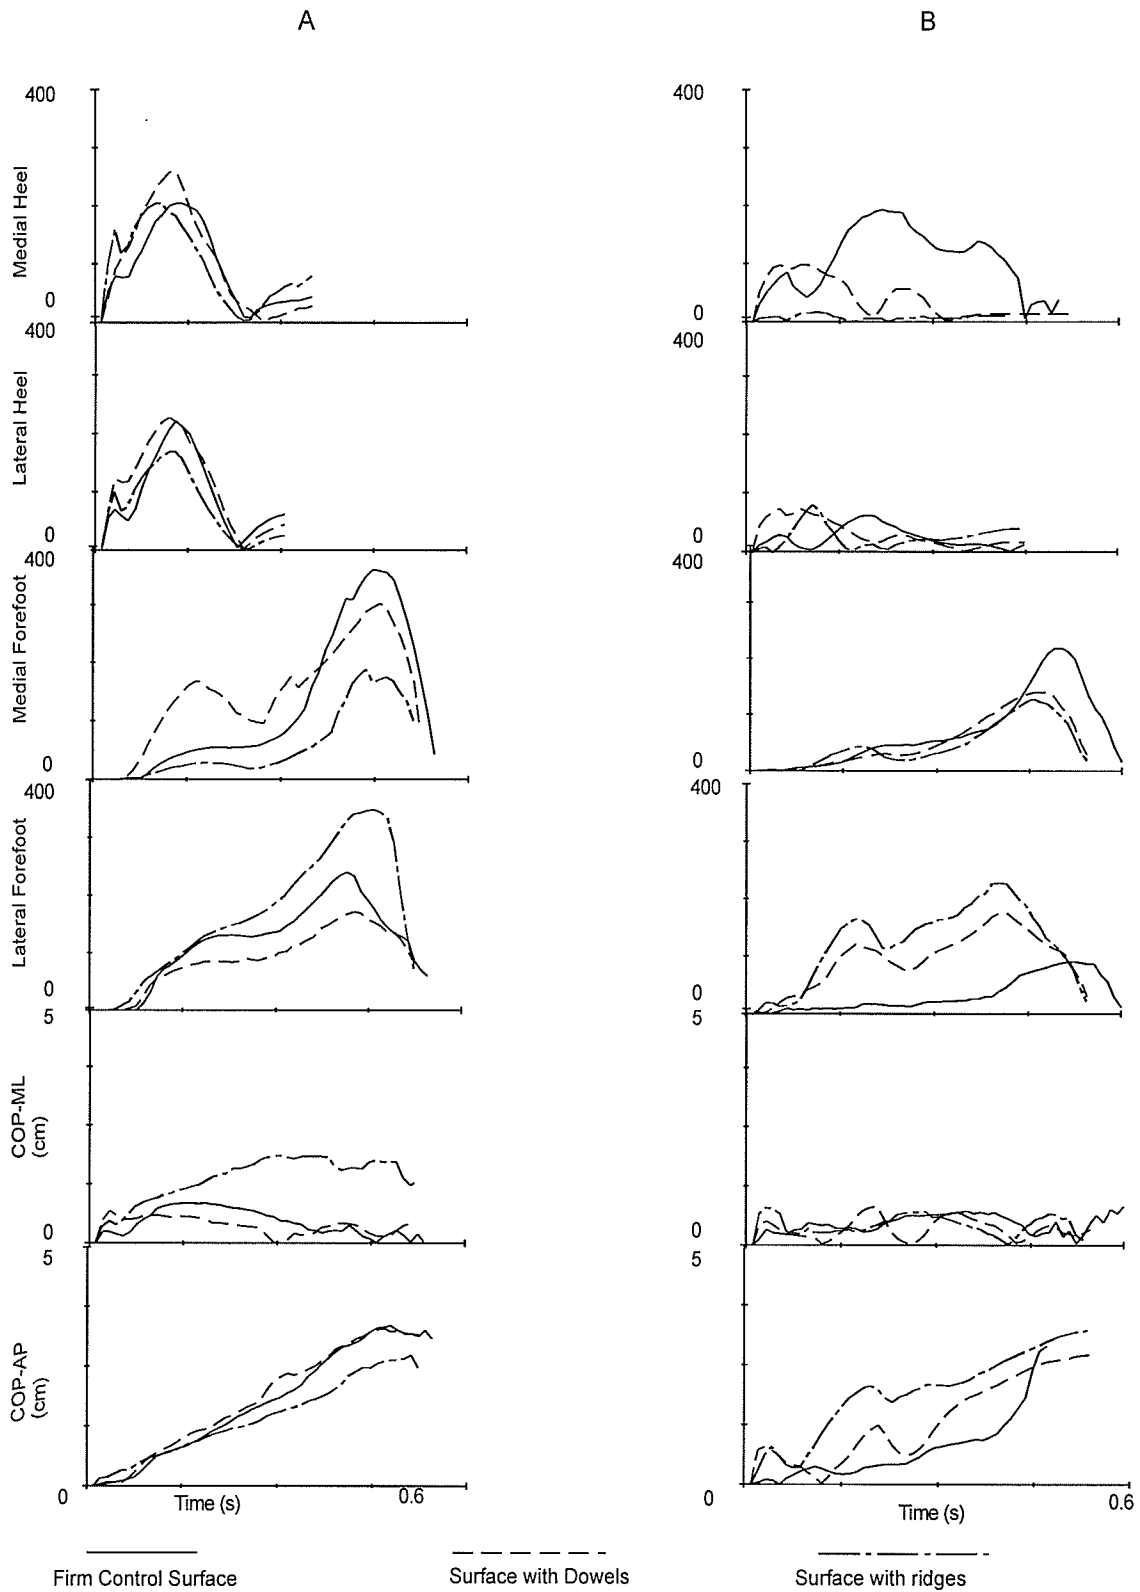 A
B
400
Medial Heel
0
400
0
400
Lateral Heel
0
400
0
400
Medial Forefoot
0
400
0
400
Lateral Forefoot
0
5
0
5
COP-ML
(cm)
0
5
0
5
COP-AP
(cm)
0
Time (s)
0.6
0
Time (s)
0.6
Firm Control Surface
Surface with Dowels
Surface with ridges